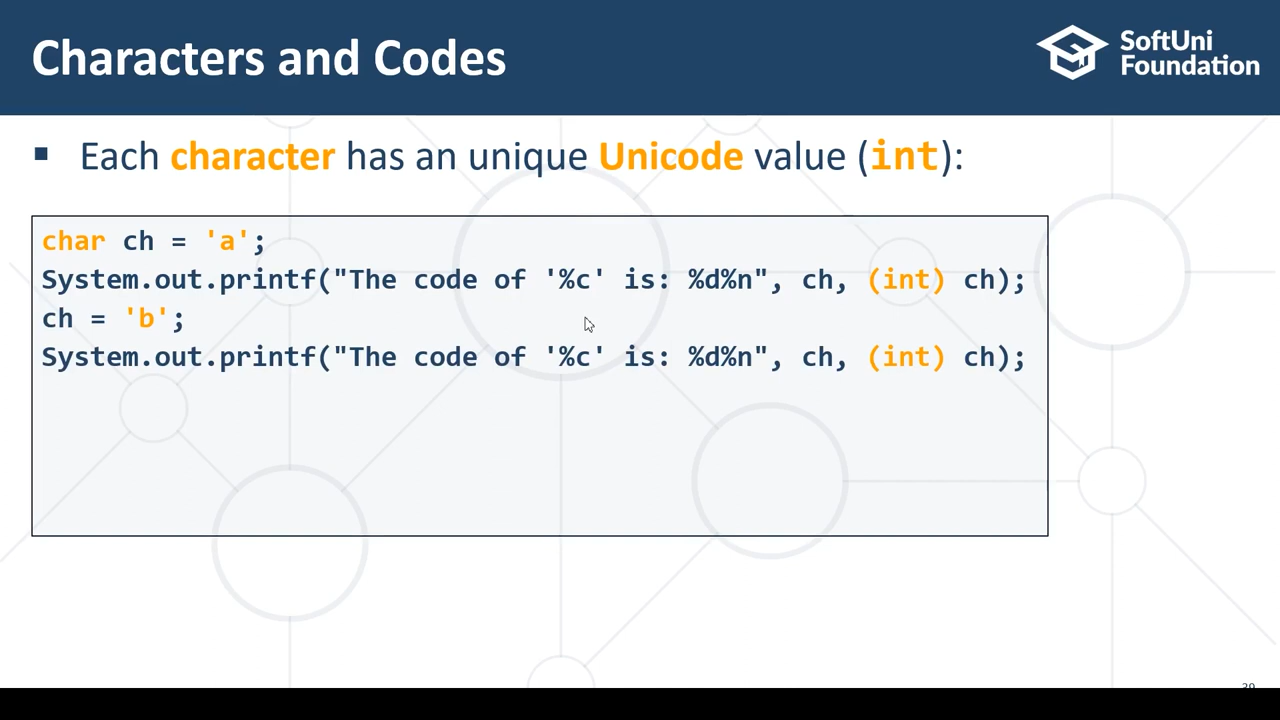 Characters and Codes
SoftUni
Foundation
▪ Each character has an unique Unicode value (int):
char ch = 'a';
System.out.printf("The code of '%c' is: %d%n", ch, (int) ch);
ch = 'b';
System.out.printf("The code of '%c' is: %d%n", ch, (int) ch);